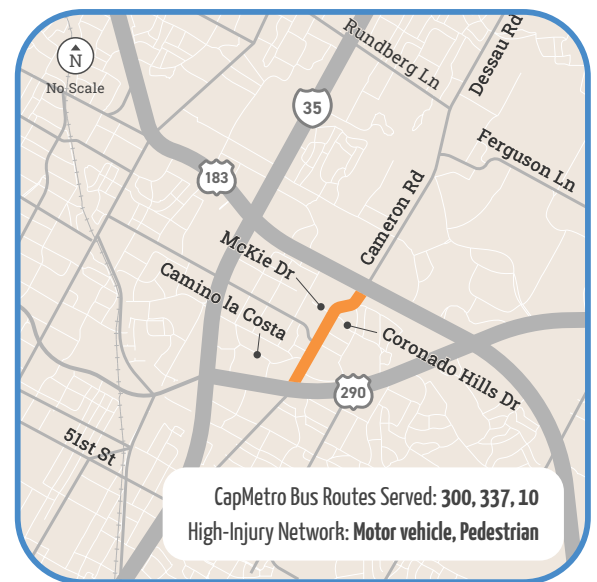 N
No Scale
Rundberg Ln
Dessau Rd
35
Ferguson Ln
183
Cameron Rd
McKie Dr
Camino la Costa
Coronado Hills Dr
290
51st St
CapMetro Bus Routes Served: 300, 337, 10
High-Injury Network: Motor vehicle, Pedestrian